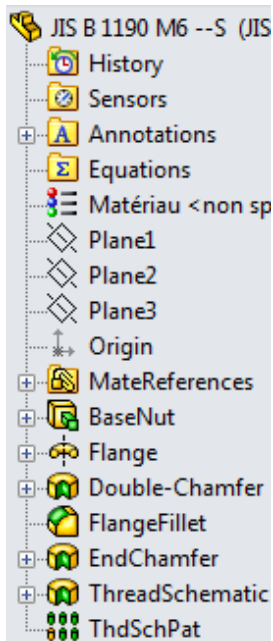 JIS B 1190 M6 --S (JIS
History
Sensors
Annotations
Equations
Matériau <non sp
Plane1
Plane2
Plane3
Origin
MateReferences
BaseNut
Flange
Double-Chamfer
FlangeFillet
EndChamfer
ThreadSchematic
ThdSchPat